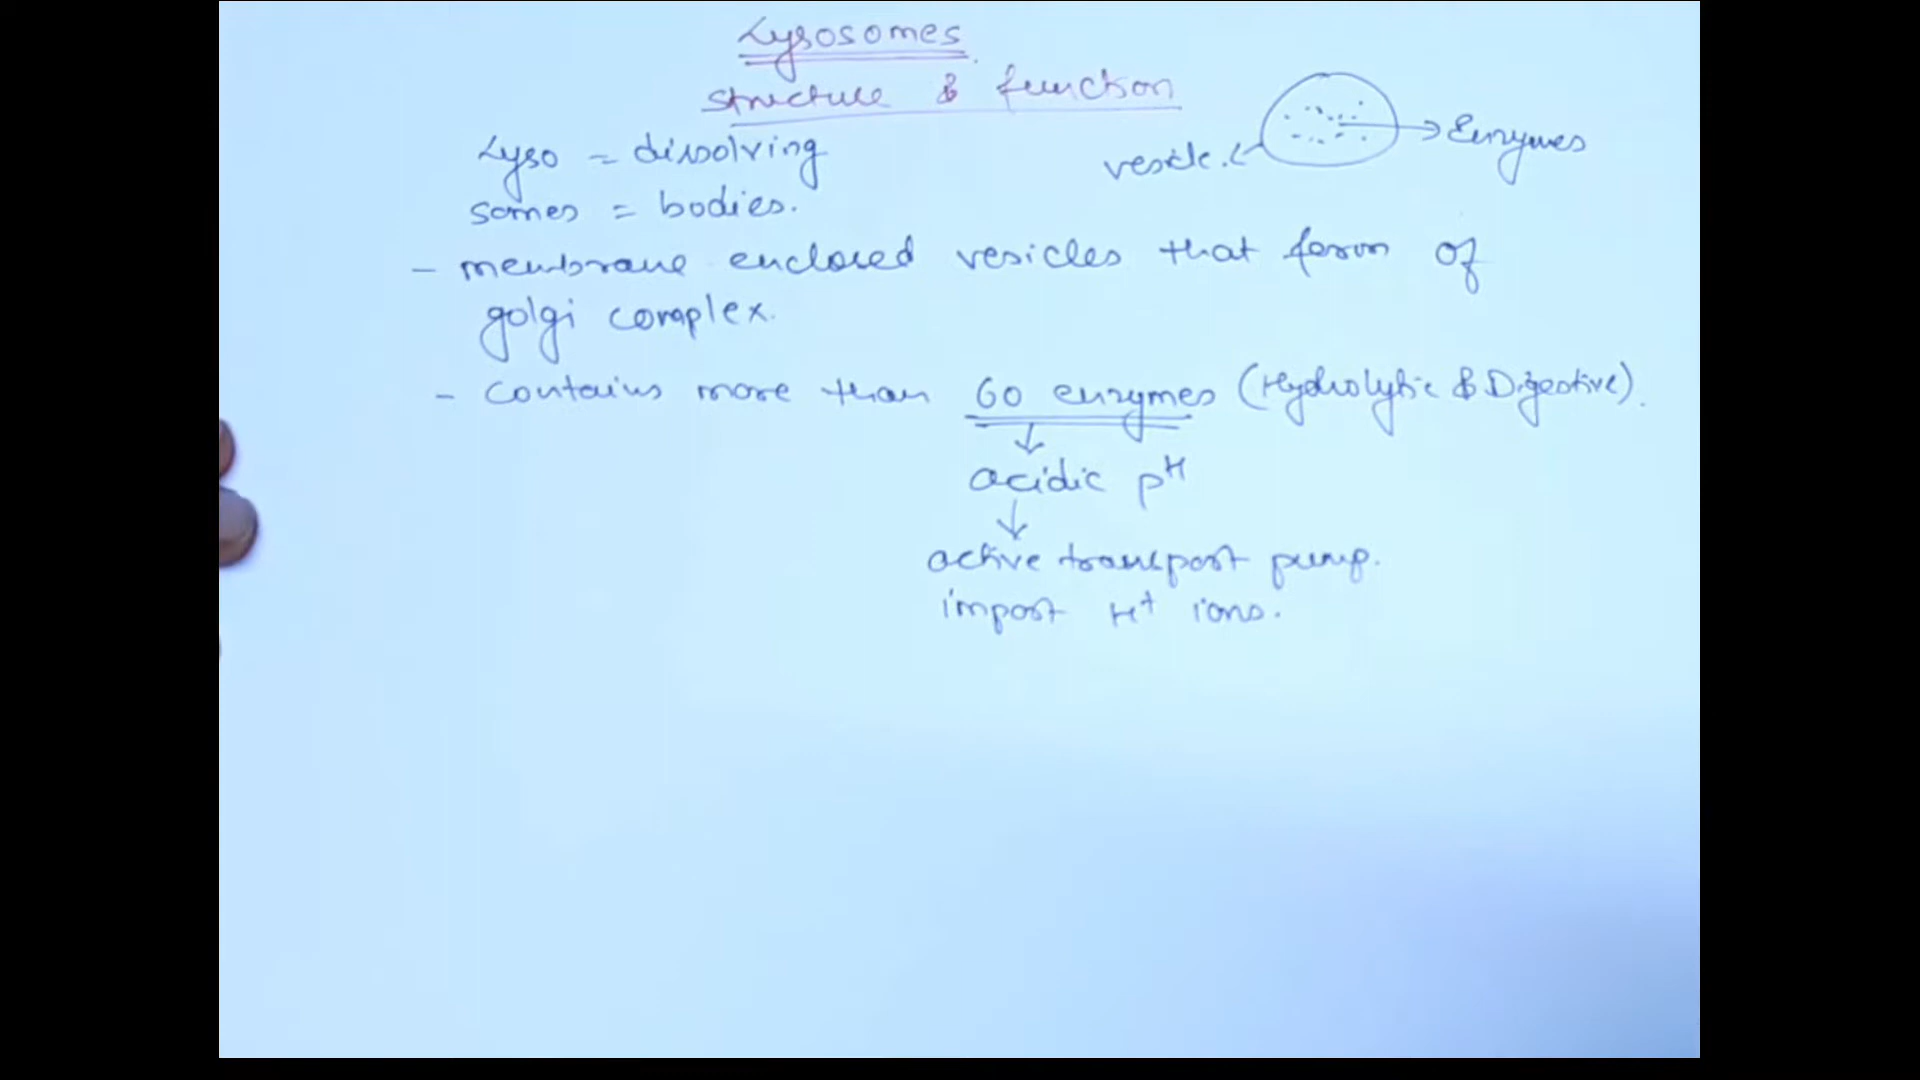 Lysosomes
structure & function
Lyso = dissolving
somes = bodies.
vesicle.
Enzymes
- membrane enclosed vesicles that form of
golgi complex.
- contains more than 60 enzymes (Hydrolytic & Digestive).
acidic pH
active transport pump.
import H+ ions.